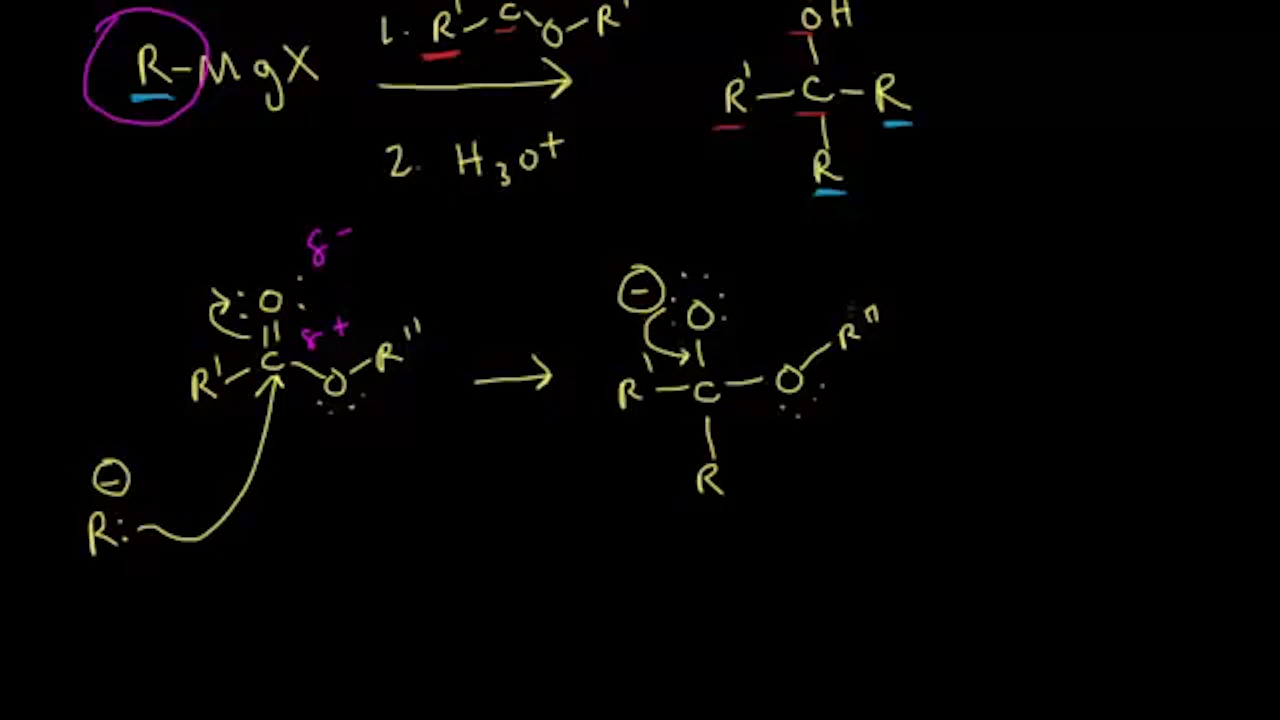 1. R' C O R'
R-MgX
OH
R' C R
2. H3O+
R
δ-
O
δ+
R' C O R''
⊖
O R''
R' C O
R
⊖
R: